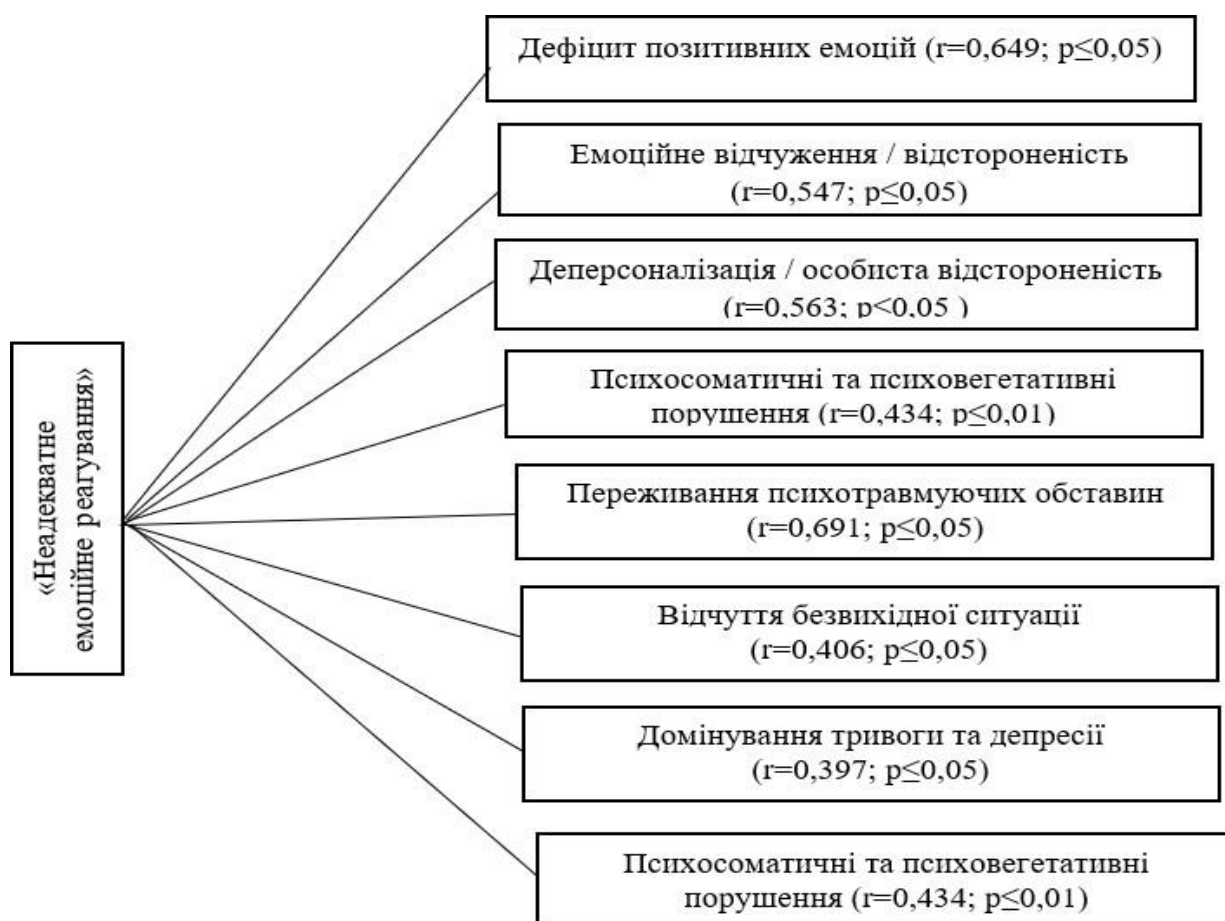 Дефіцит позитивних емоцій (r=0,649; p≤0,05)
Емоційне відчуження / відстороненість
(r=0,547; p≤0,05)
Деперсоналізація / особиста відстороненість
(r=0,563; p<0,05 )
Психосоматичні та психовегетативні
порушення (r=0,434; p≤0,01)
«Неадекватне
емоційне реагування»
Переживання психотравмуючих обставин
(r=0,691; p≤0,05)
Відчуття безвихідної ситуації
(r=0,406; p≤0,05)
Домінування тривоги та депресії
(r=0,397; p≤0,05)
Психосоматичні та психовегетативні
порушення (r=0,434; p≤0,01)